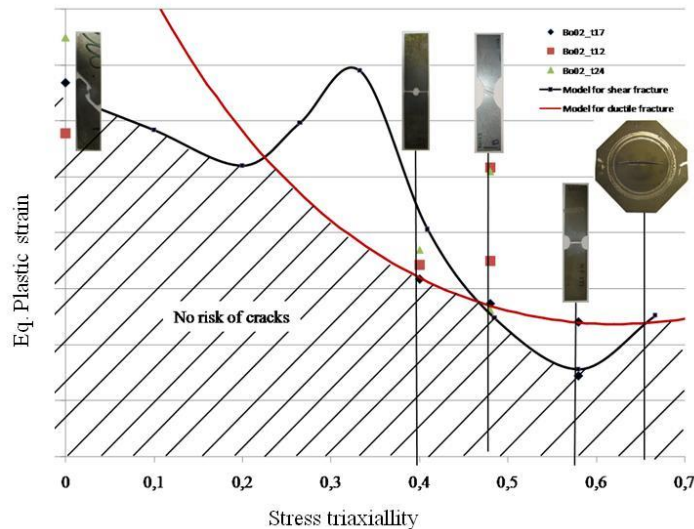 Bo02_t17
Bo02_t12
Bo02_t24
Model for shear fracture
Model for ductile fracture
Eq. Plastic strain
No risk of cracks
0 0,1 0,2 0,3 0,4 0,5 0,6 0,7
Stress triaxiallity